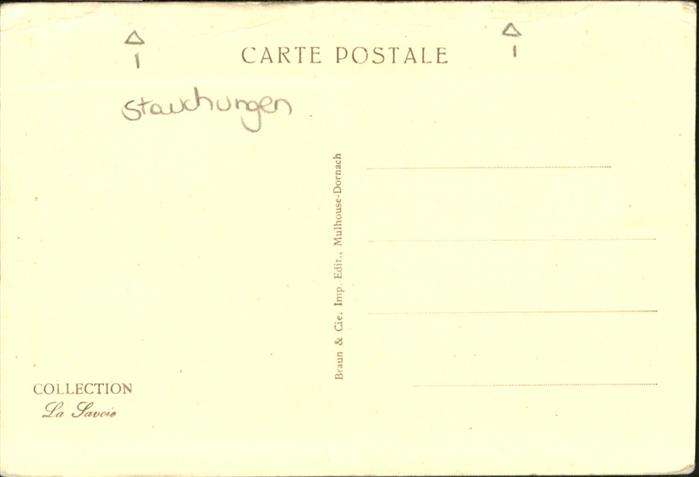 CARTE POSTALE
Stauchungen
Braun & Cie. Imp. Edit., Mulhouse-Dornach
COLLECTION
La Savoie